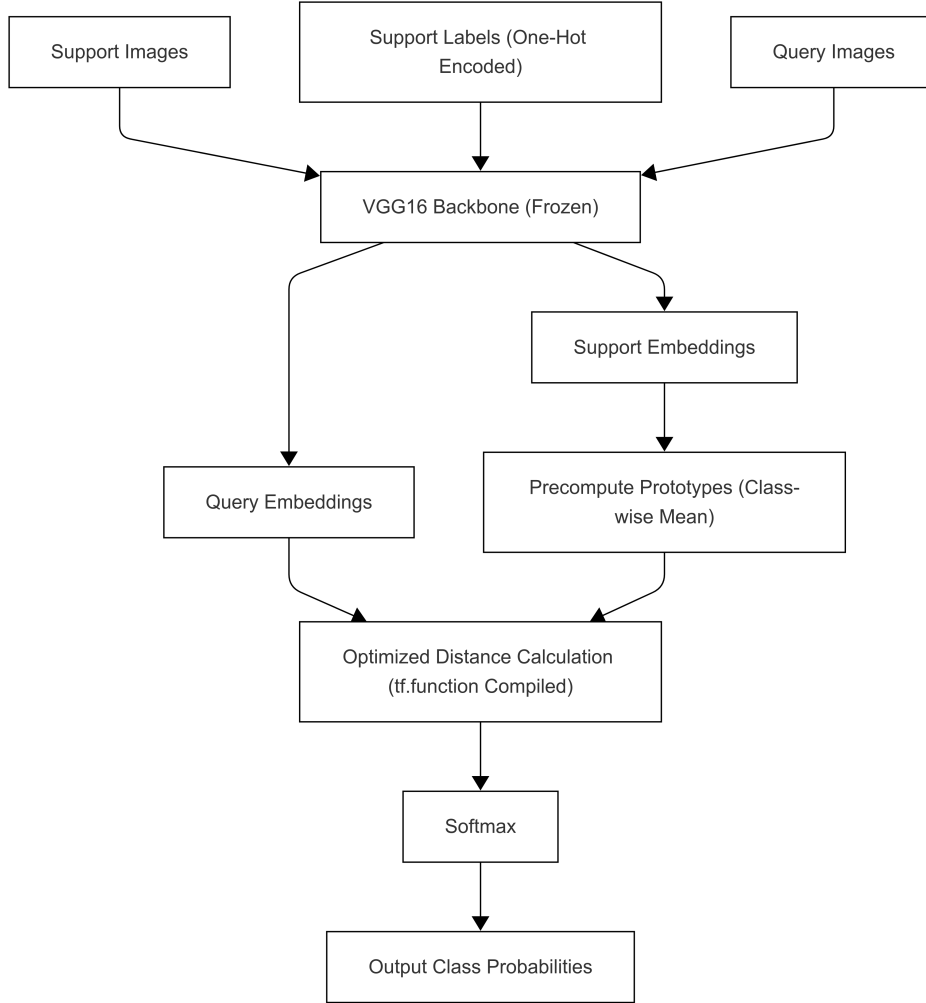 Support Images
Support Labels (One-Hot
Encoded)
Query Images
VGG16 Backbone (Frozen)
Support Embeddings
Query Embeddings
Precompute Prototypes (Class-
wise Mean)
Optimized Distance Calculation
(tf.function Compiled)
Softmax
Output Class Probabilities